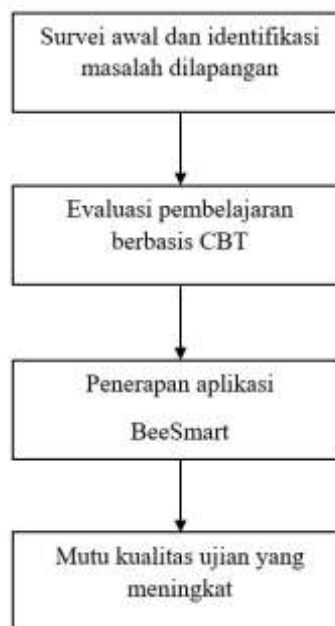 Survei awal dan identifikasi
masalah dilapangan
Evaluasi pembelajaran
berbasis CBT
Penerapan aplikasi
BeeSmart
Mutu kualitas ujian yang
meningkat